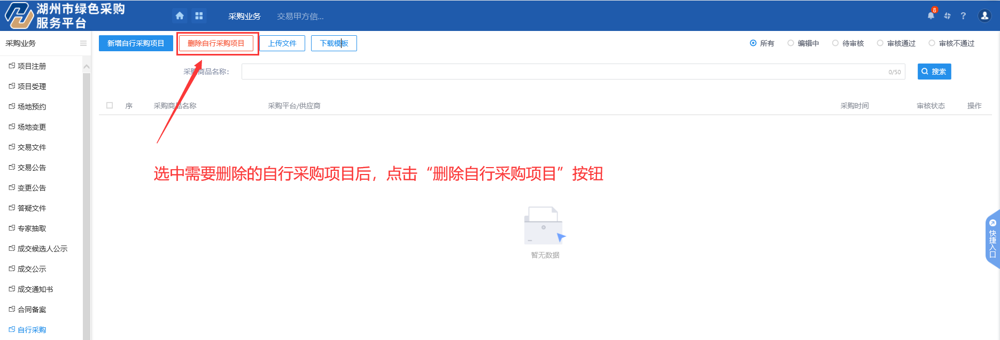 湖州市绿色采购
服务平台
采购业务
交易甲方信...
8
?
采购业务
新增自行采购项目
删除自行采购项目
上传文件
下载模板
所有
编辑中
待审核
审核通过
审核不通过
采购商品名称：
0/50
搜索
序
采购商品名称
采购平台/供应商
采购时间
审核状态
操作
项目注册
项目受理
场地预约
场地变更
交易文件
交易公告
变更公告
答疑文件
专家抽取
成交候选人公示
成交公示
成交通知书
合同备案
自行采购
选中需要删除的自行采购项目后，点击“删除自行采购项目”按钮
暂无数据
快捷入口